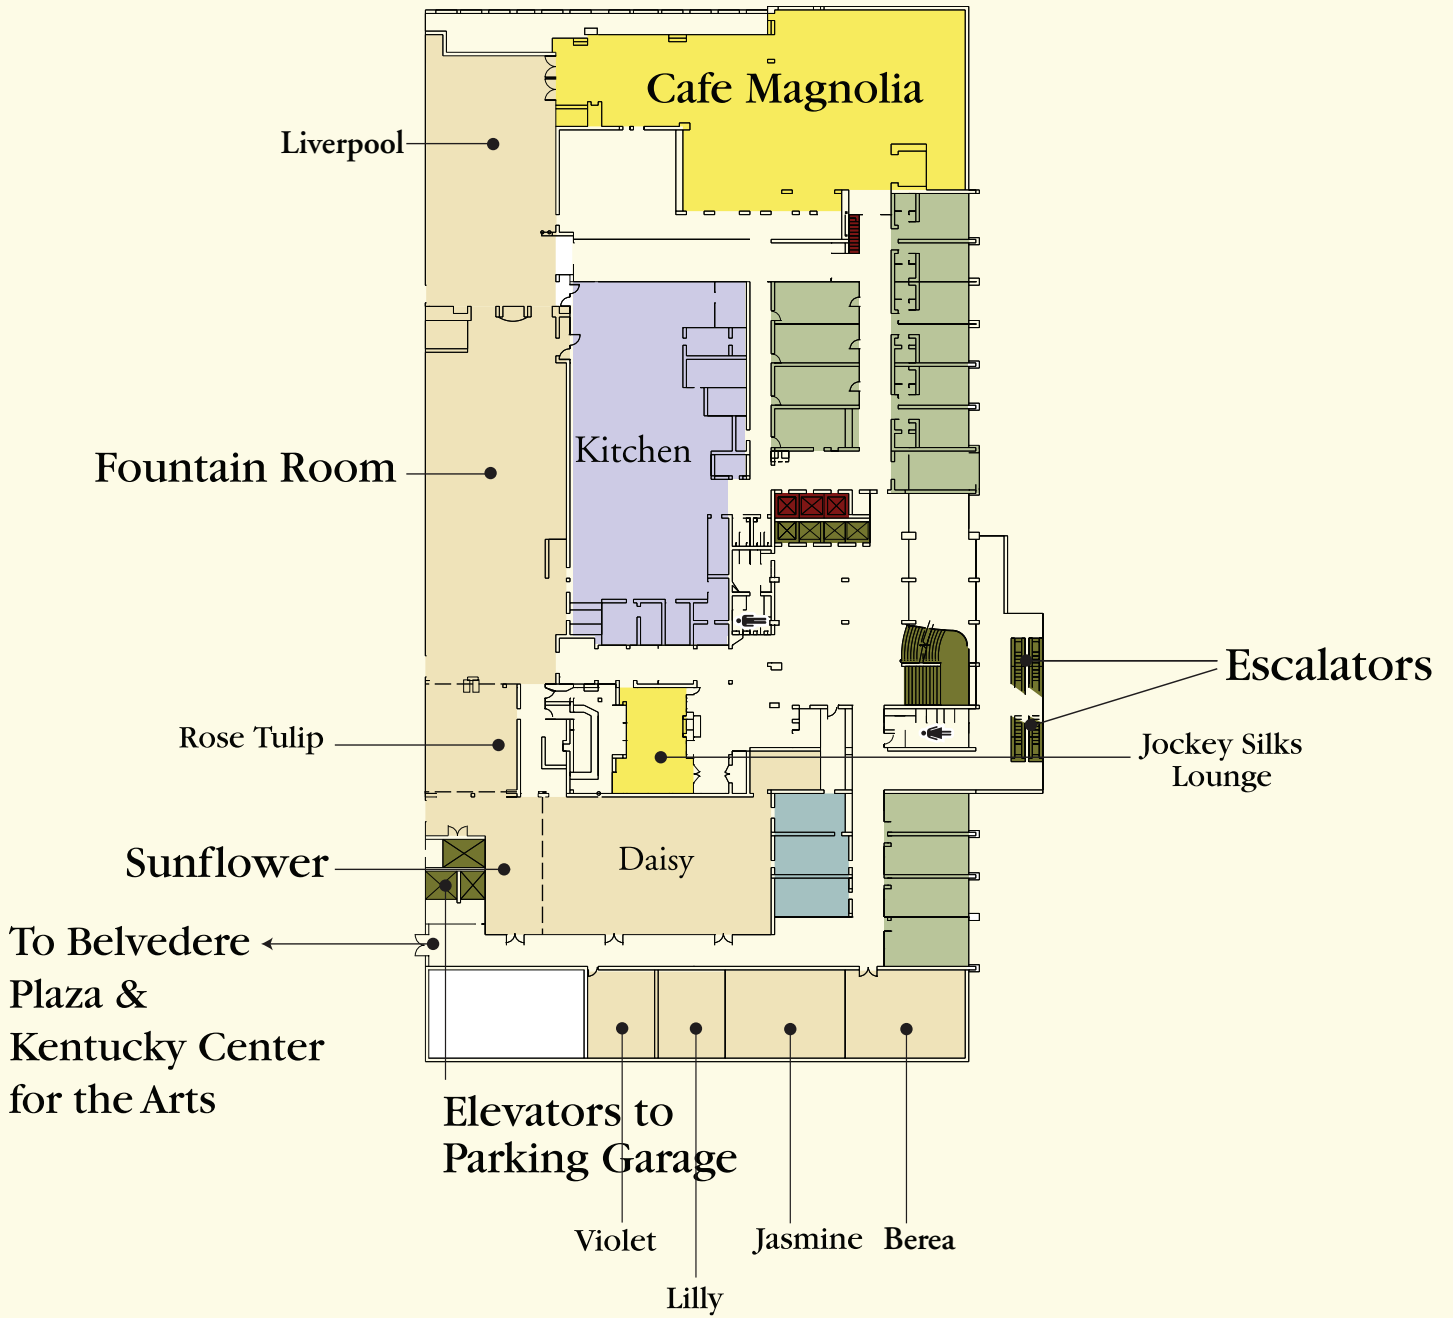 Cafe Magnolia
Liverpool
Kitchen
Fountain Room
Escalators
Rose Tulip
Jockey Silks
Lounge
Sunflower
Daisy
To Belvedere
Plaza &
Kentucky Center
for the Arts
Elevators to
Parking Garage
Violet
Jasmine
Berea
Lilly